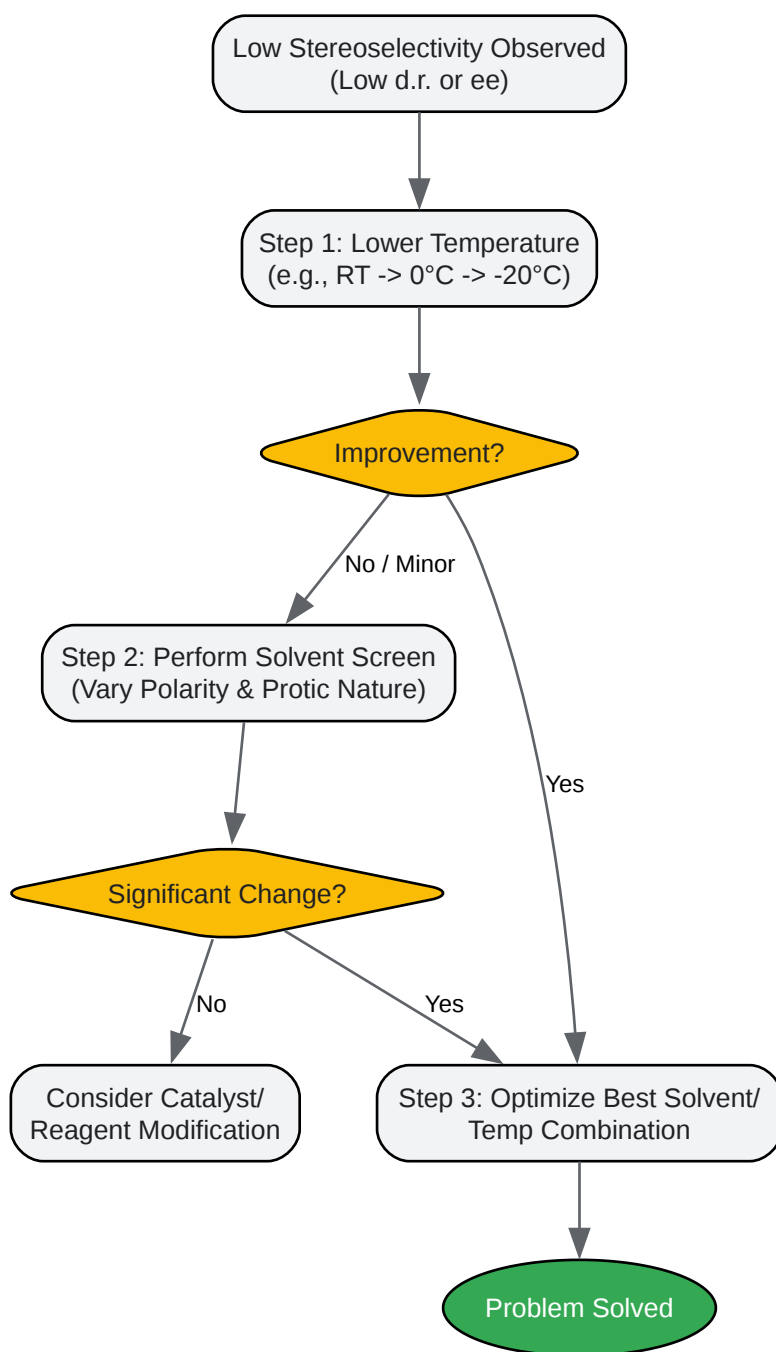 Low Stereoselectivity Observed
(Low d.r. or ee)
Step 1: Lower Temperature
(e.g., RT -> 0°C -> -20°C)
Improvement?
No / Minor
Step 2: Perform Solvent Screen
(Vary Polarity & Protic Nature)
Yes
Significant Change?
No
Yes
Consider Catalyst/
Reagent Modification
Step 3: Optimize Best Solvent/
Temp Combination
Problem Solved